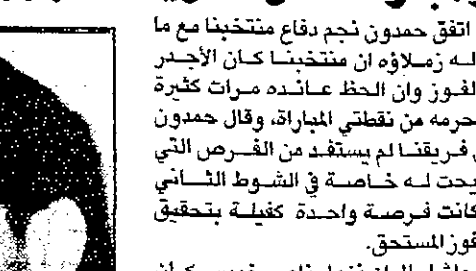 اتفق حمدون نجم دفاع منتخبنا مع ما
له زملاؤه ان منتخبنا كان الأجدر
لفوز وان الحظ عانده مرات كثيرة
حرمه من نقطتي المباراة، وقال حمدون
فريقنا لم يستفد من الفرص التي
يحت له خاصة في الشوط الثاني
كانت فرصة واحدة كفيلة بتحقيق
فوز المستحق.